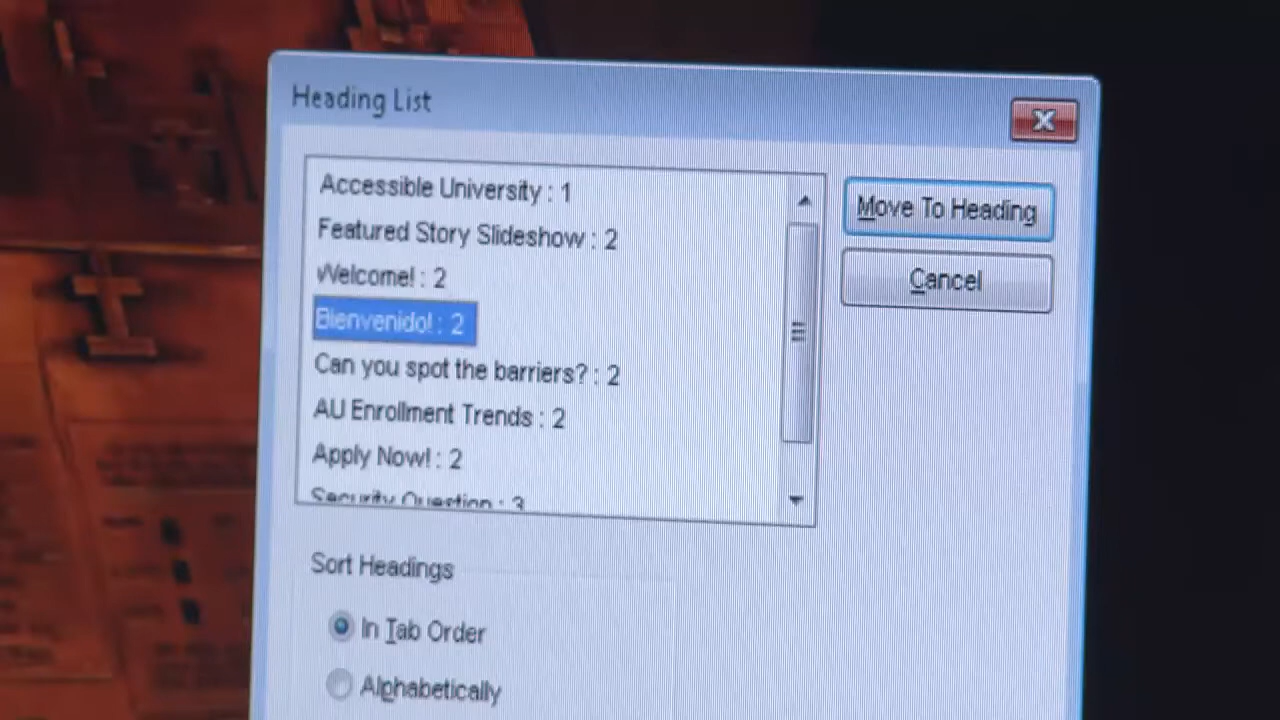 Heading List
Accessible University : 1
Featured Story Slideshow : 2
Welcome! : 2
Bienvenido! : 2
Can you spot the barriers? : 2
AU Enrollment Trends : 2
Apply Now! : 2
Security Question : 3
Move To Heading
Cancel
Sort Headings
In Tab Order
Alphabetically